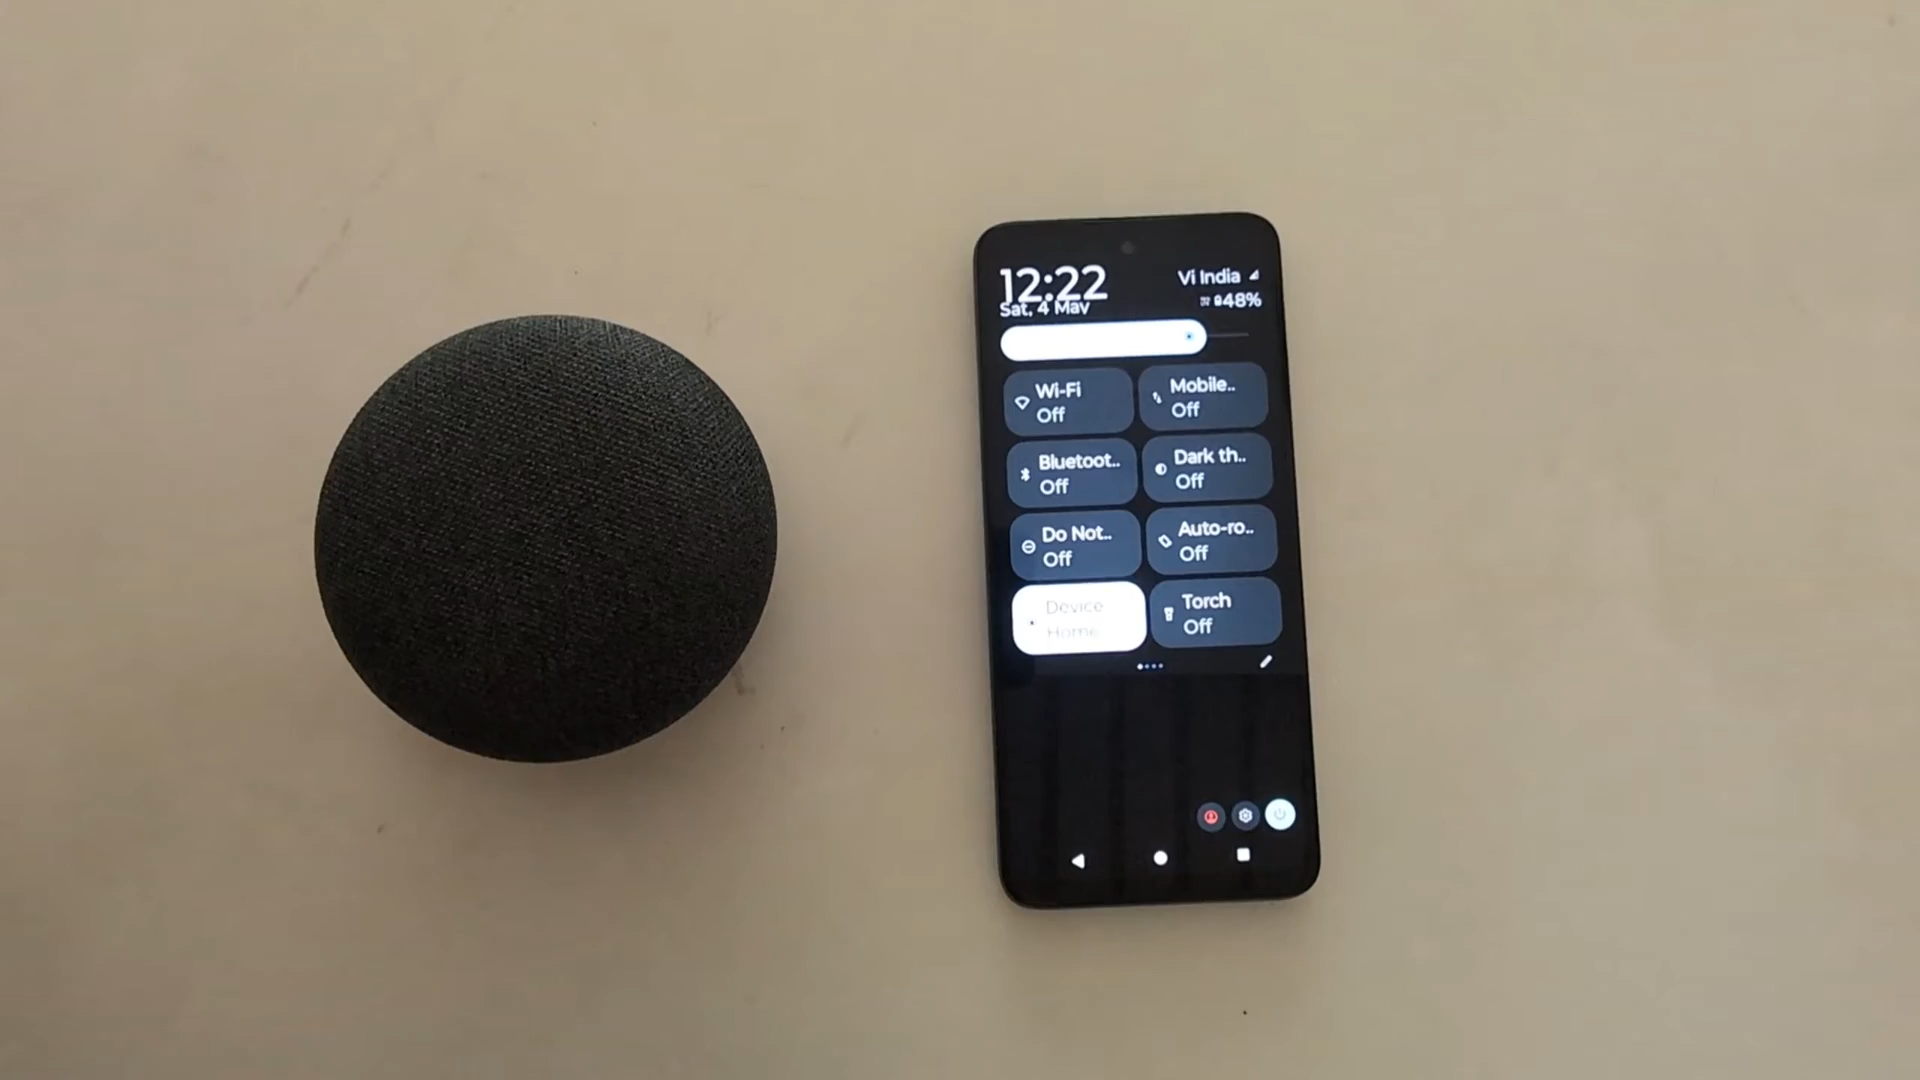 12:22
Vi India
Sat, 4 May
48%
Wi-Fi
Off
Mobile..
Off
Bluetoot..
Off
Dark th..
Off
Do Not..
Off
Auto-ro..
Off
Device
Home
Torch
Off